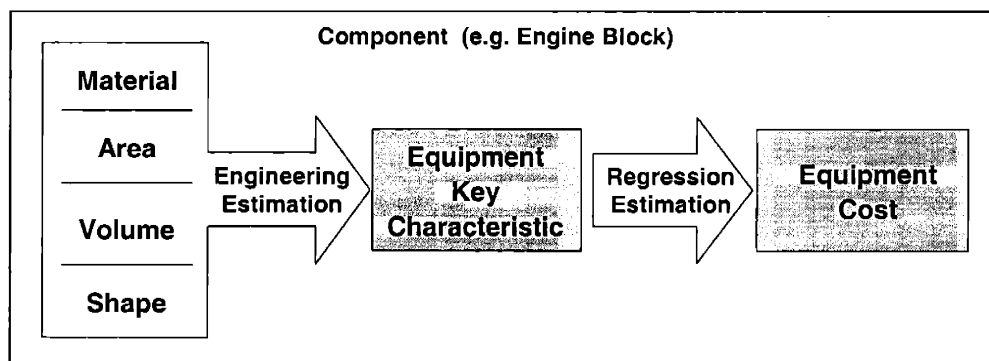 Component (e.g. Engine Block)
Material
Area
Volume
Shape
Engineering
Estimation
Equipment
Key
Characteristic
Regression
Estimation
Equipment
Cost